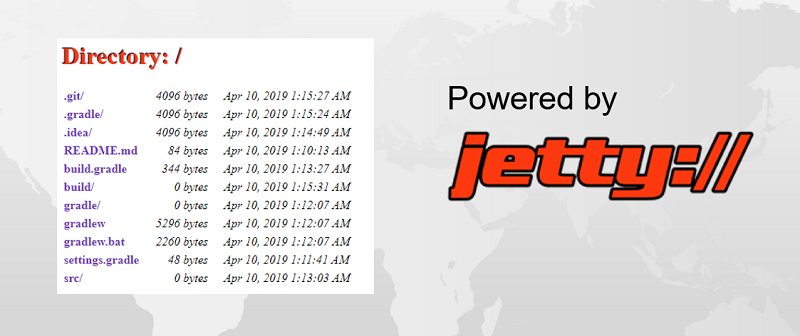 Directory: /
.git/ 4096 bytes Apr 10, 2019 1:15:27 AM
.gradle/ 4096 bytes Apr 10, 2019 1:15:24 AM
.idea/ 4096 bytes Apr 10, 2019 1:14:49 AM
README.md 84 bytes Apr 10, 2019 1:10:13 AM
build.gradle 344 bytes Apr 10, 2019 1:13:27 AM
build/ 0 bytes Apr 10, 2019 1:15:31 AM
gradle/ 0 bytes Apr 10, 2019 1:12:07 AM
gradlew 5296 bytes Apr 10, 2019 1:12:07 AM
gradlew.bat 2260 bytes Apr 10, 2019 1:12:07 AM
settings.gradle 48 bytes Apr 10, 2019 1:11:41 AM
src/ 0 bytes Apr 10, 2019 1:13:03 AM
Powered by
jetty://